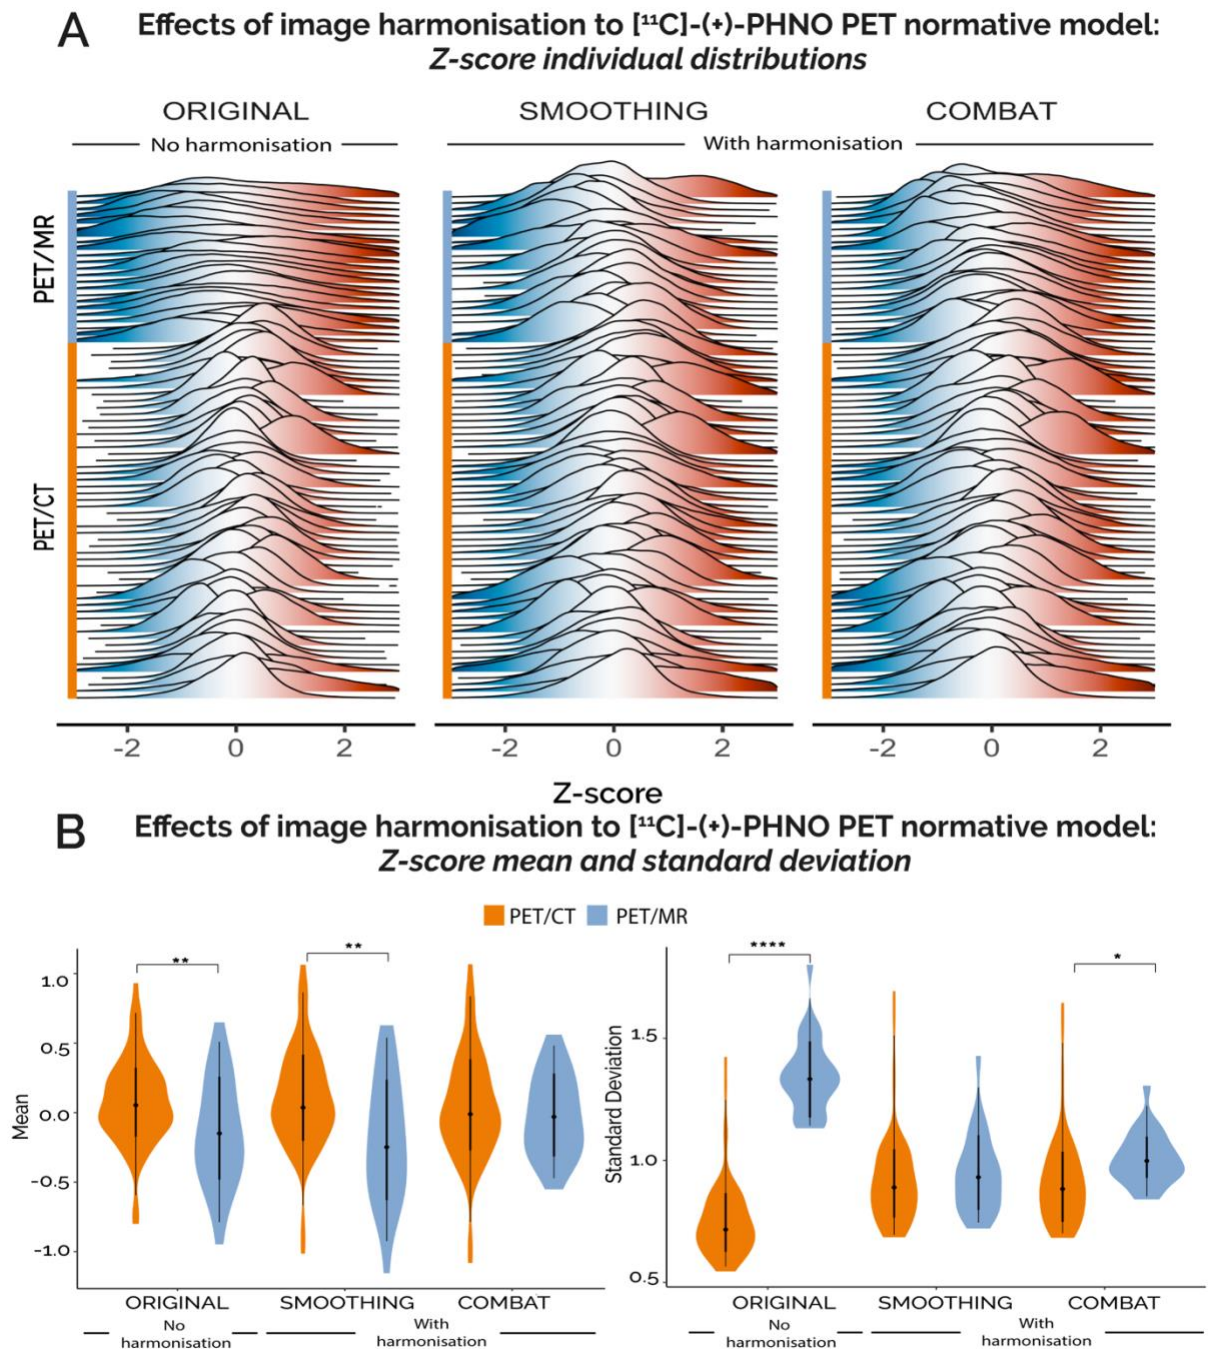 A
Effects of image harmonisation to [¹¹C]-(+)-PHNO PET normative model:
Z-score individual distributions
ORIGINAL SMOOTHING COMBAT
No harmonisation With harmonisation
PET/MR
PET/CT
-2 0 2 -2 0 2 -2 0 2
Z-score
B
Effects of image harmonisation to [¹¹C]-(+)-PHNO PET normative model:
Z-score mean and standard deviation
PET/CT PET/MR
Mean
1.0
0.5
0.0
-0.5
-1.0
** **
ORIGINAL SMOOTHING COMBAT
No With
harmonisation harmonisation
Standard Deviation
1.5
1.0
0.5
**** *
ORIGINAL SMOOTHING COMBAT
No With
harmonisation harmonisation